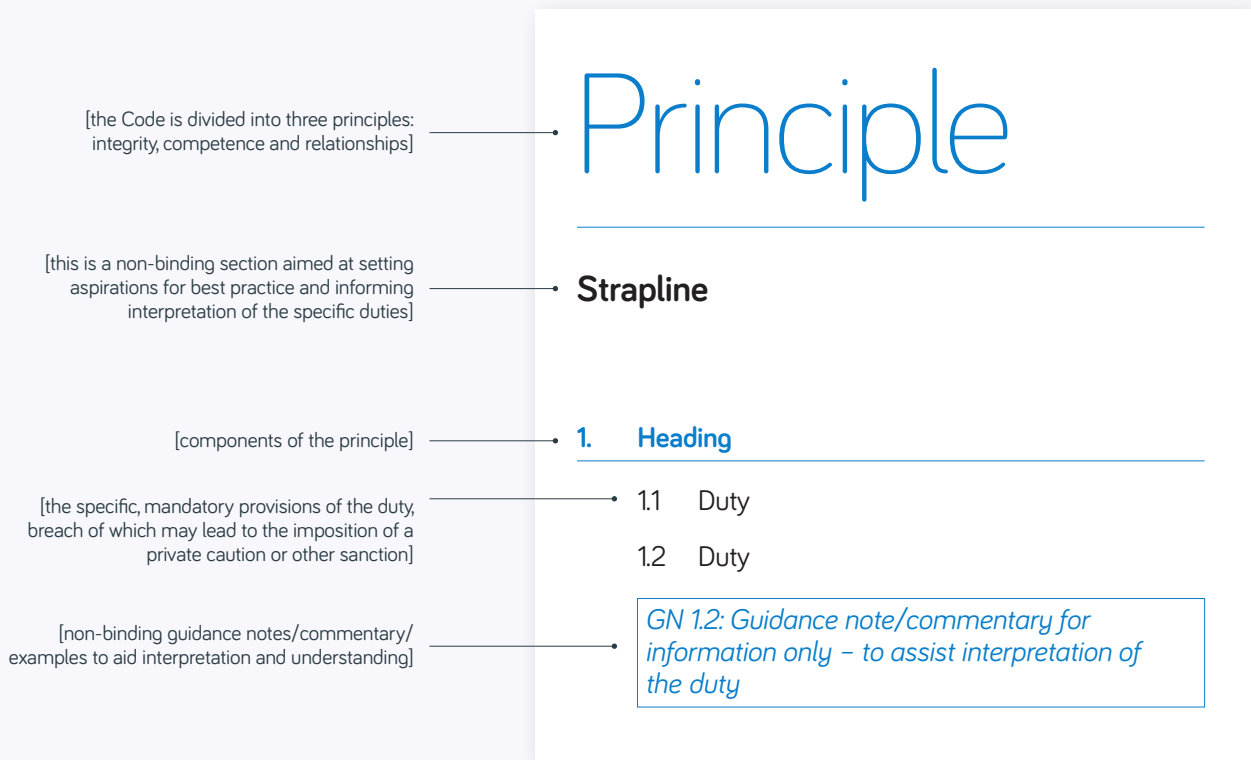 [the Code is divided into three principles:
integrity, competence and relationships]
Principle
[this is a non-binding section aimed at setting
aspirations for best practice and informing
interpretation of the specific duties]
Strapline
[components of the principle]
1. Heading
[the specific, mandatory provisions of the duty,
breach of which may lead to the imposition of a
private caution or other sanction]
1.1 Duty
1.2 Duty
[non-binding guidance notes/commentary/
examples to aid interpretation and understanding]
GN 1.2: Guidance note/commentary for
information only – to assist interpretation of
the duty